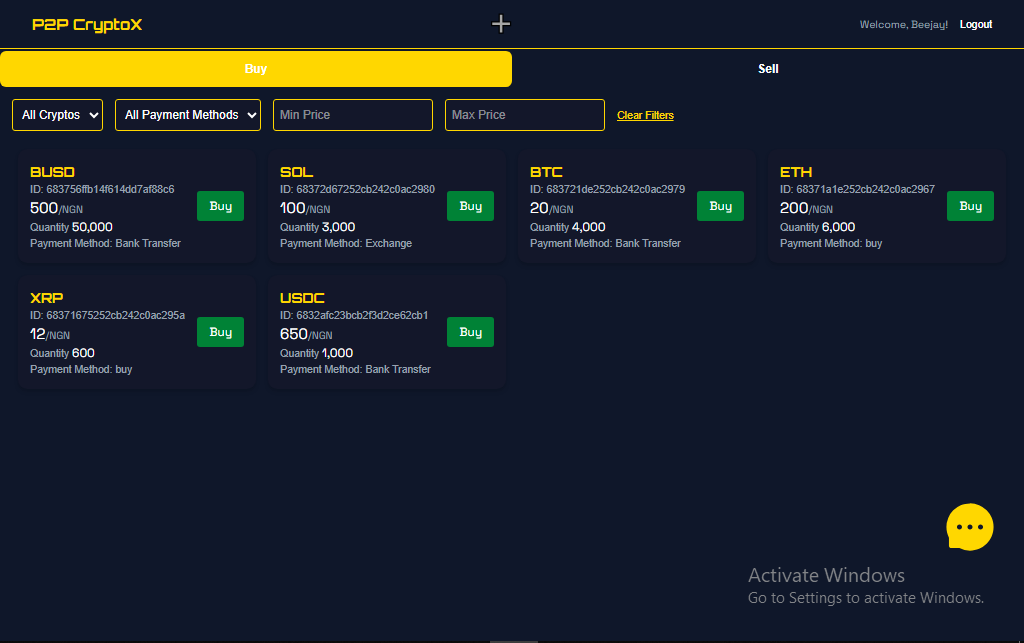 P2P CryptoX
Welcome, Beejay! Logout
Buy
Sell
All Cryptos
All Payment Methods
Min Price
Max Price
Clear Filters
BUSD
ID: 683756ffb14f614dd7af88c6
500/NGN
Quantity 50,000
Payment Method: Bank Transfer
Buy
SOL
ID: 68372d67252cb242c0ac2980
100/NGN
Quantity 3,000
Payment Method: Exchange
Buy
BTC
ID: 683721de252cb242c0ac2979
20/NGN
Quantity 4,000
Payment Method: Bank Transfer
Buy
ETH
ID: 68371a1e252cb242c0ac2967
200/NGN
Quantity 6,000
Payment Method: buy
Buy
XRP
ID: 68371675252cb242c0ac295a
12/NGN
Quantity 600
Payment Method: buy
Buy
USDC
ID: 6832afc23bcb2f3d2ce62cb1
650/NGN
Quantity 1,000
Payment Method: Bank Transfer
Buy
Activate Windows
Go to Settings to activate Windows.